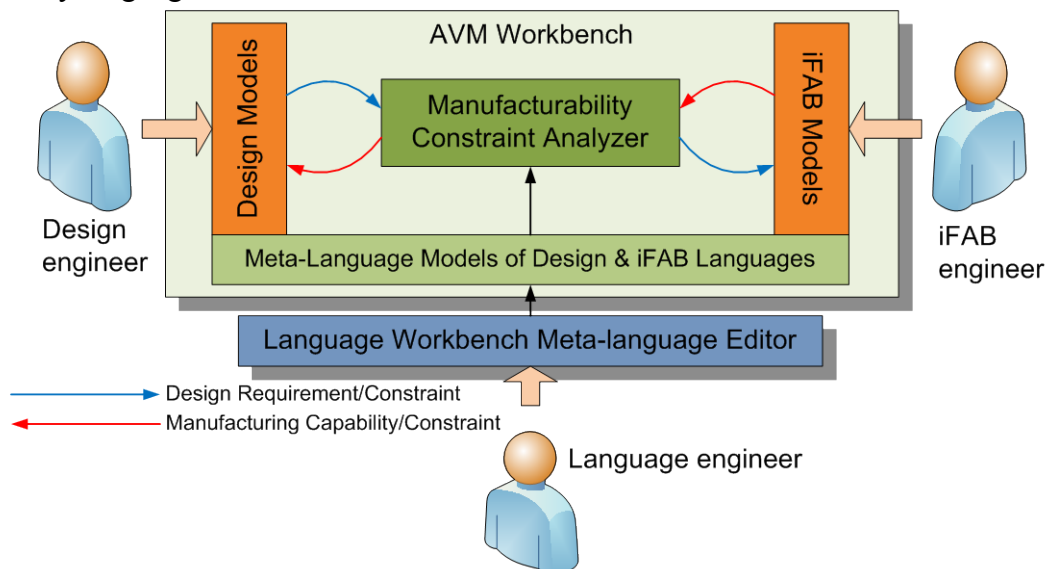 AVM Workbench
Design Models
Manufacturability
Constraint Analyzer
iFAB Models
Design
engineer
iFAB
engineer
Meta-Language Models of Design & iFAB Languages
Language Workbench Meta-language Editor
Design Requirement/Constraint
Manufacturing Capability/Constraint
Language engineer